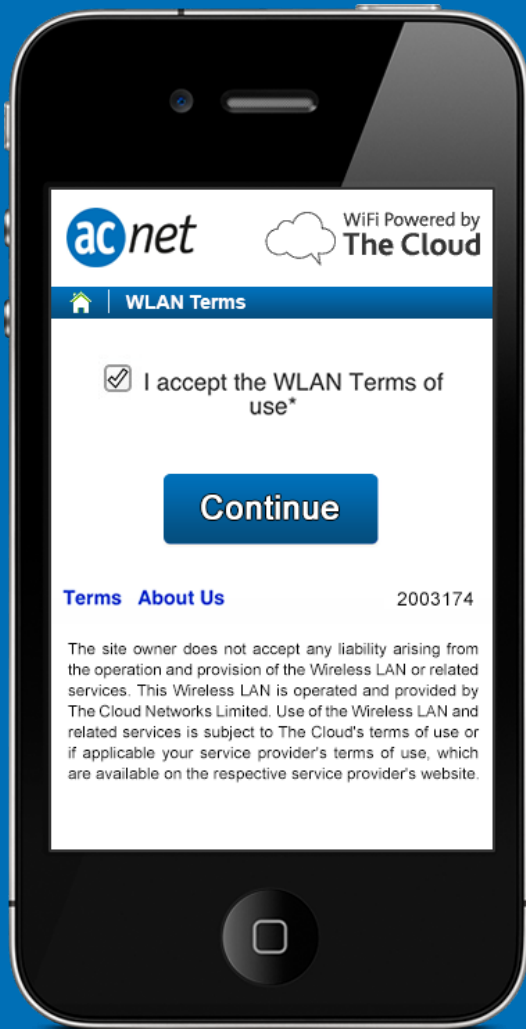 ac net
WiFi Powered by
The Cloud
WLAN Terms
I accept the WLAN Terms of
use*
Continue
Terms About Us 2003174
The site owner does not accept any liability arising from
the operation and provision of the Wireless LAN or related
services. This Wireless LAN is operated and provided by
The Cloud Networks Limited. Use of the Wireless LAN and
related services is subject to The Cloud's terms of use or
if applicable your service provider's terms of use, which
are available on the respective service provider's website.